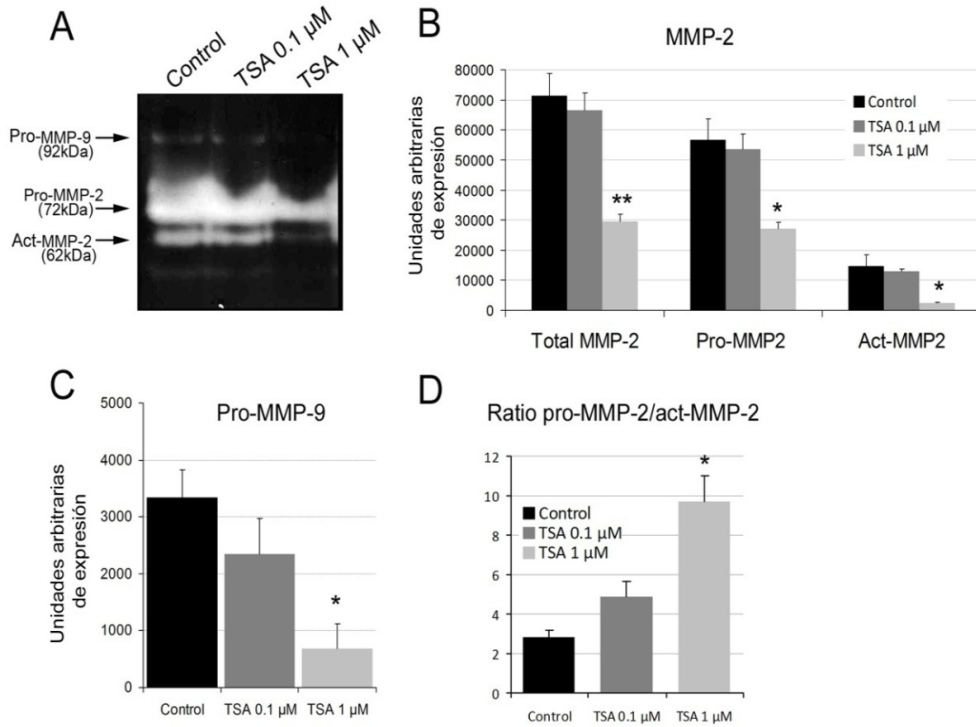 A
Control
TSA 0.1 µM
TSA 1 µM
Pro-MMP-9
(92kDa)
Pro-MMP-2
(72kDa)
Act-MMP-2
(62kDa)
B
MMP-2
Unidades arbitrarias
de expresión
80000
70000
60000
50000
40000
30000
20000
10000
0
Control
TSA 0.1 µM
TSA 1 µM
**
*
*
Total MMP-2
Pro-MMP2
Act-MMP2
C
Pro-MMP-9
Unidades arbitrarias
de expresión
5000
4000
3000
2000
1000
0
*
Control
TSA 0.1 µM
TSA 1 µM
D
Ratio pro-MMP-2/act-MMP-2
12
10
8
6
4
2
0
Control
TSA 0.1 µM
TSA 1 µM
*
Control
TSA 0.1 µM
TSA 1 µM